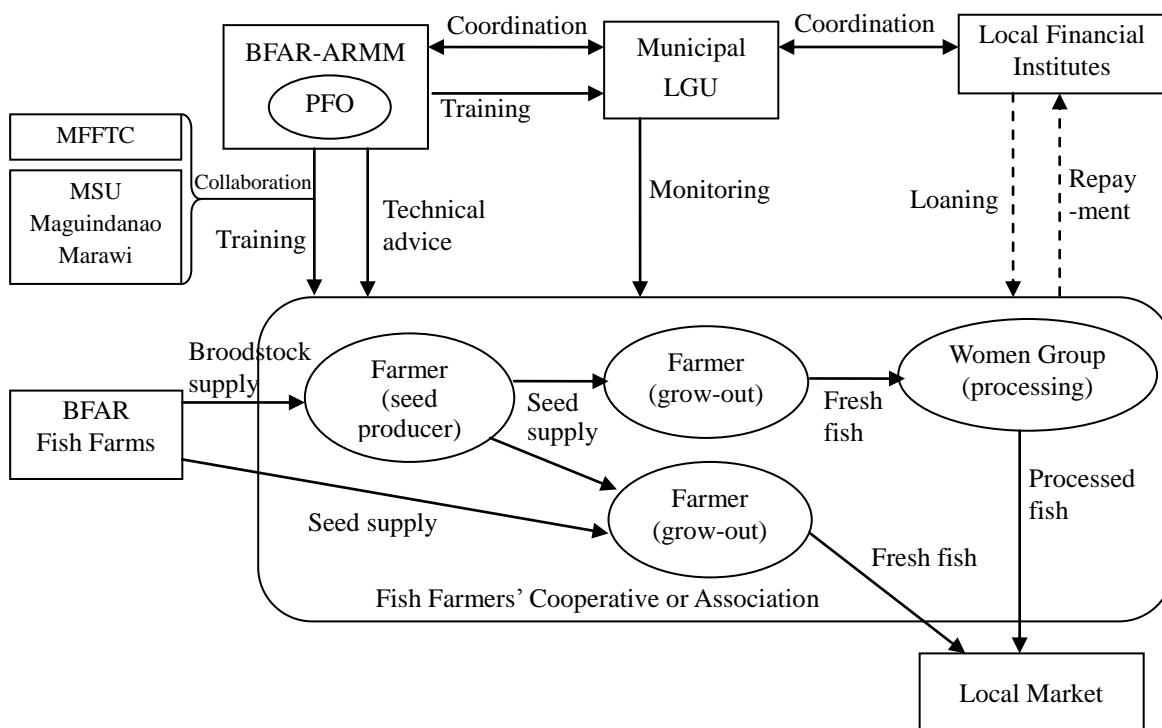 Coordination
Coordination
BFAR-ARMM
PFO
Municipal
LGU
Local Financial
Institutes
Training
MFFTC
MSU
Maguindanao
Marawi
Collaboration
Training
Technical
advice
Monitoring
Loaning
Repay
-ment
Broodstock
supply
BFAR
Fish Farms
Farmer
(seed
producer)
Seed
supply
Farmer
(grow-out)
Fresh
fish
Women Group
(processing)
Seed supply
Farmer
(grow-out)
Fresh fish
Processed
fish
Fish Farmers’ Cooperative or Association
Local Market